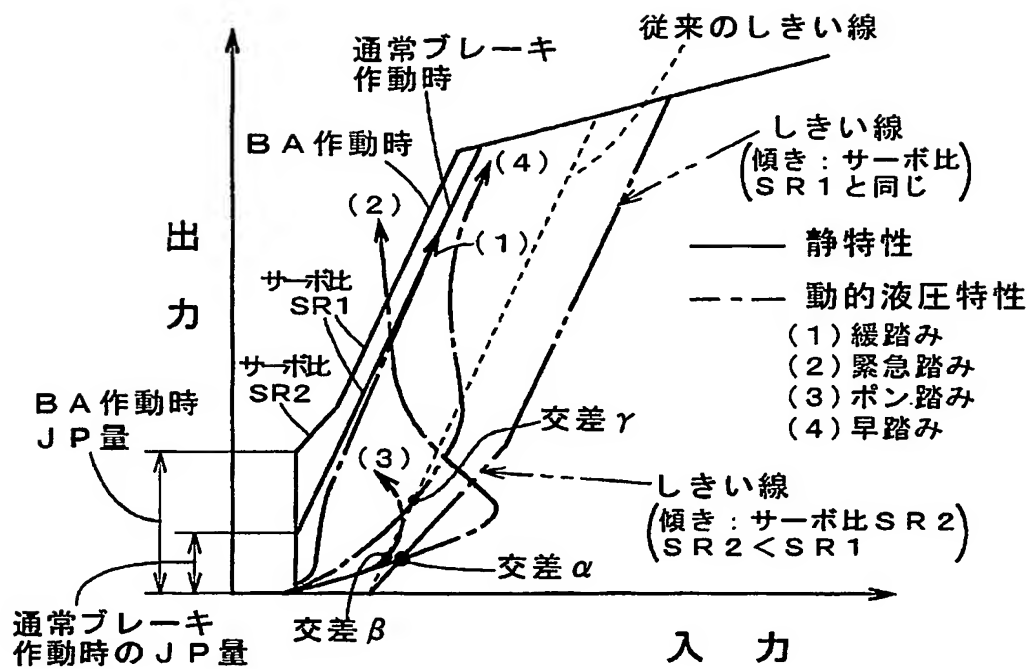 従来のしきい線
通常ブレーキ
作動時
BA作動時
しきい線
(傾き:サーボ比
SR1と同じ)
(4)
(2)
(1)
出
力
静特性
動的液圧特性
(1)緩踏み
(2)緊急踏み
(3)ポン踏み
(4)早踏み
サーボ比
SR1
サーボ比
SR2
BA作動時
JP量
交差γ
(3)
しきい線
(傾き:サーボ比SR2
SR2<SR1)
交差α
交差β
通常ブレーキ
作動時のJP量
入 力